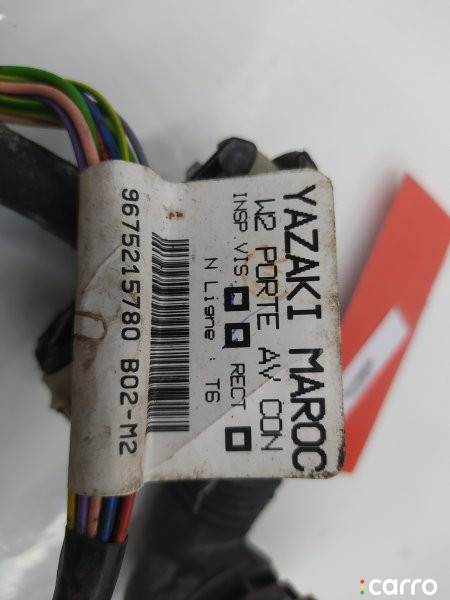 YAZAKI MAROC
W2 PORTE AV CON
INSP.VIS. RECT.
N Ligne : T6
9675215780 B02-M2
carro